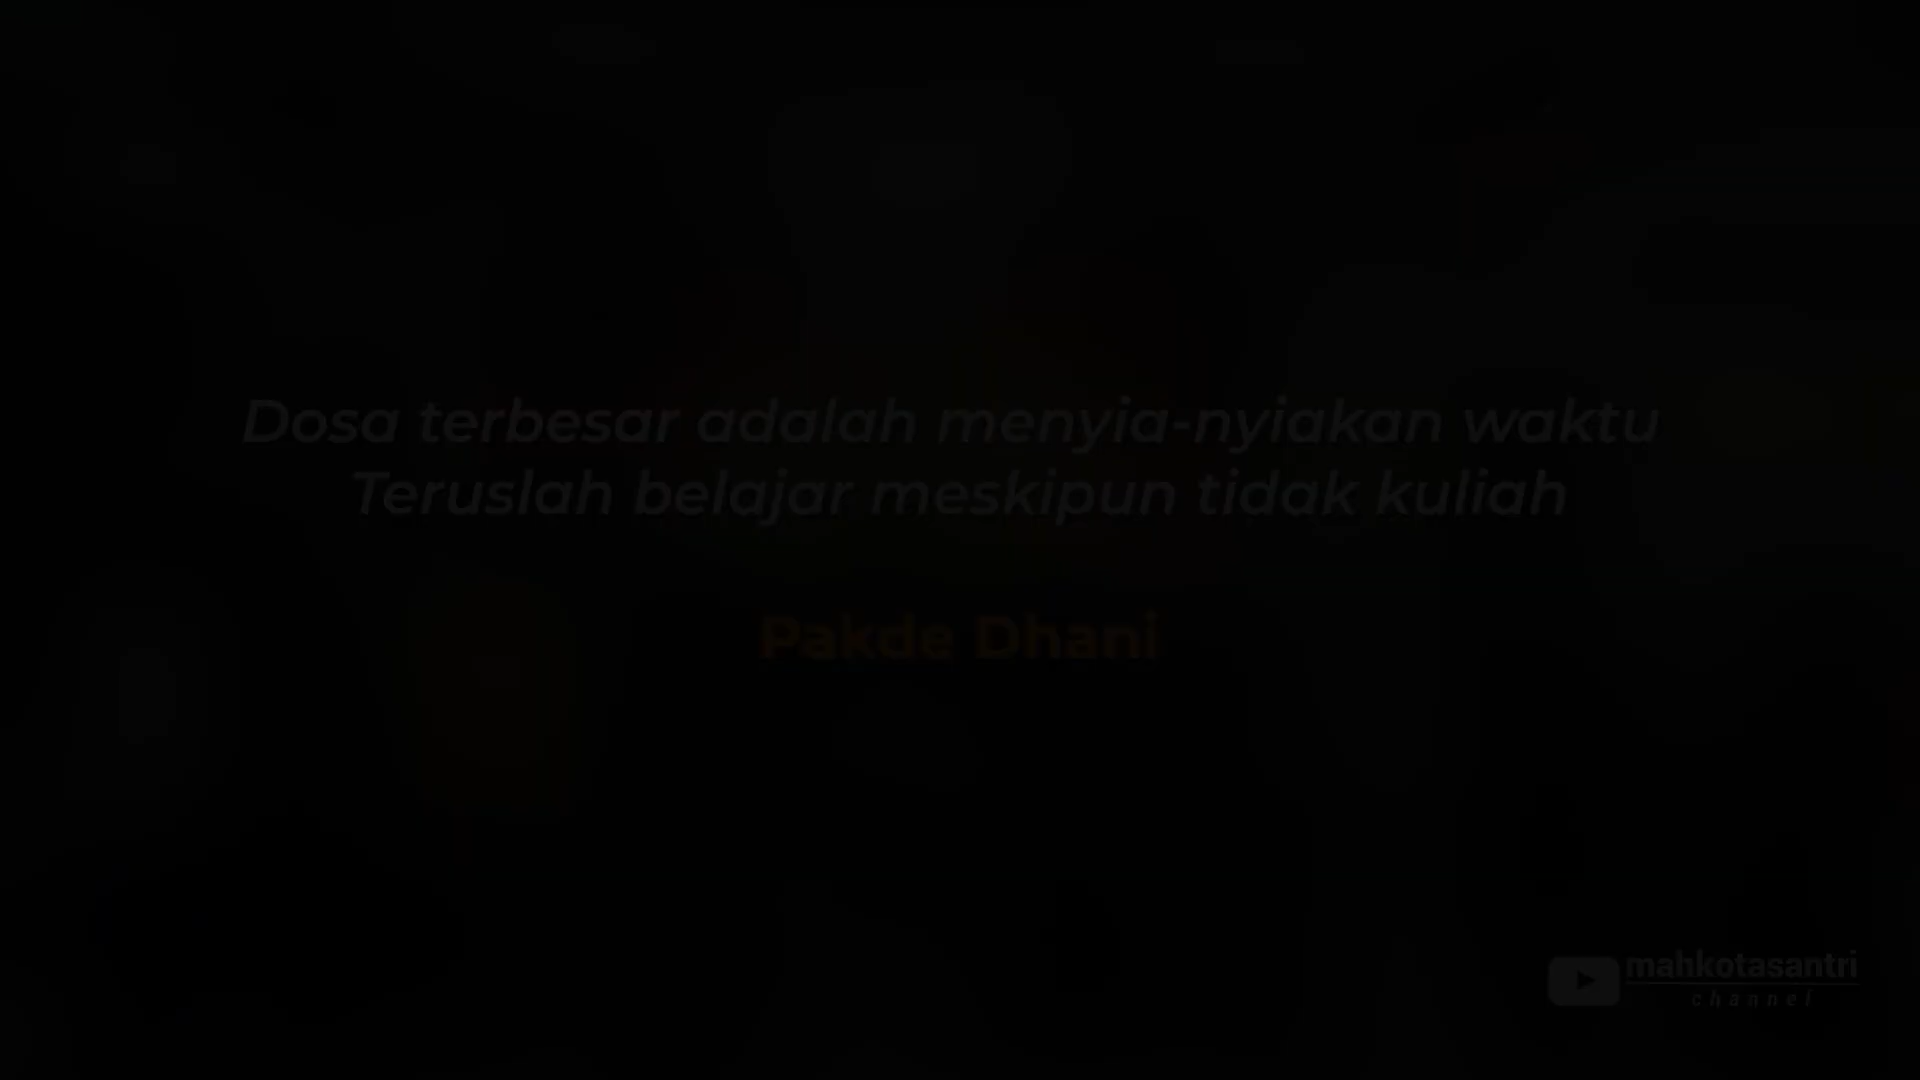 Dosa terbesar adalah menyia-nyiakan waktu
Teruslah belajar meskipun tidak kuliah
Pakde Dhani
mahkotasantri
channel